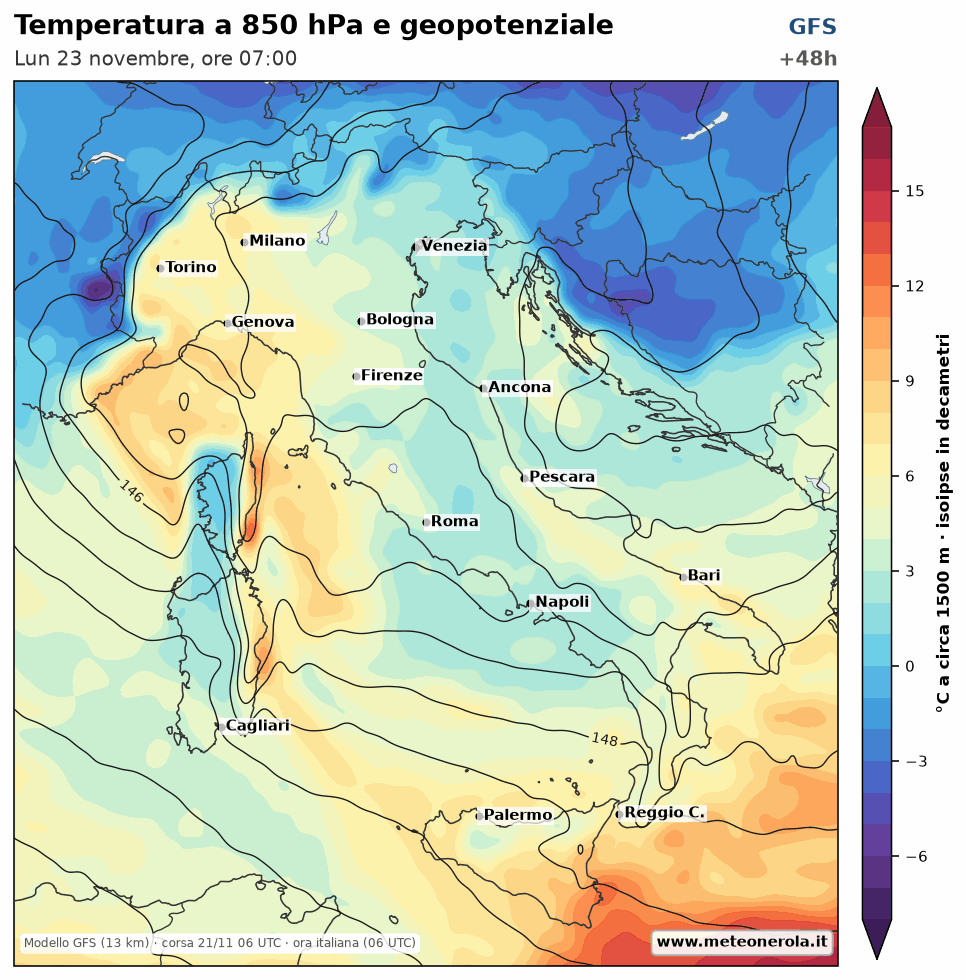 Temperatura a 850 hPa e geopotenziale
GFS
Lun 23 novembre, ore 07:00
+48h
Milano
Venezia
Torino
Genova
Bologna
Firenze
Ancona
146
Pescara
Roma
Bari
Napoli
Cagliari
148
Palermo
Reggio C.
15
12
9
6
3
0
−3
−6
°C a circa 1500 m · isoipse in decametri
Modello GFS (13 km) · corsa 21/11 06 UTC · ora italiana (06 UTC)
www.meteonerola.it